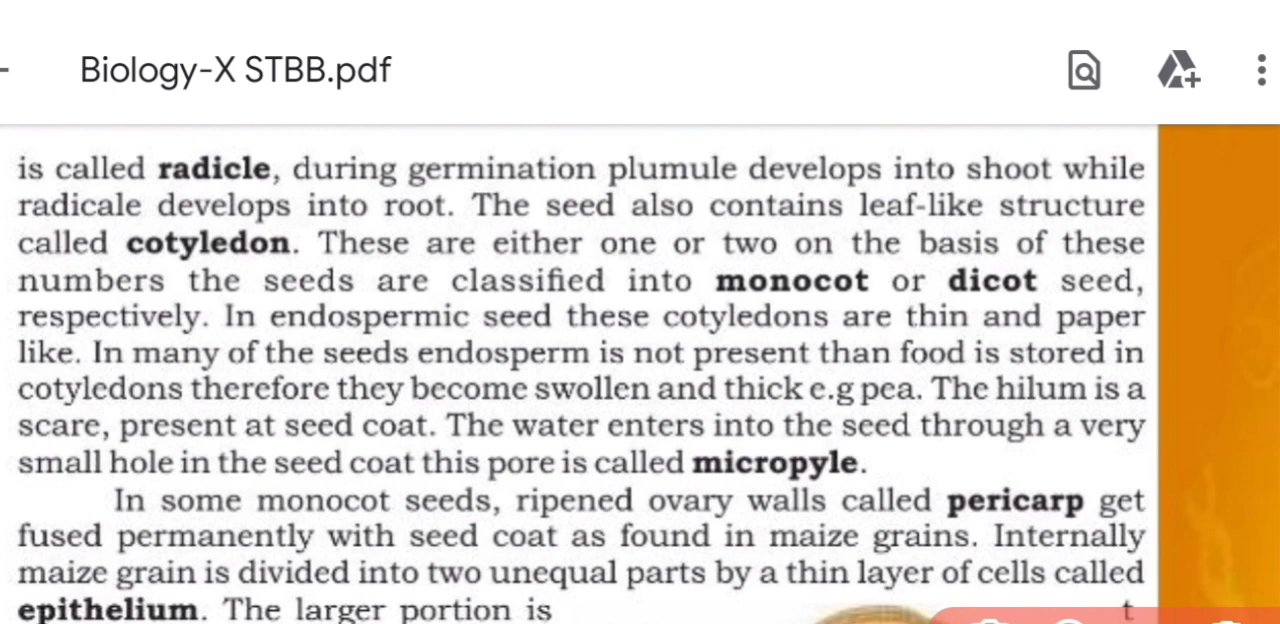 Biology-X STBB.pdf
is called radicle, during germination plumule develops into shoot while
radicale develops into root. The seed also contains leaf-like structure
called cotyledon. These are either one or two on the basis of these
numbers the seeds are classified into monocot or dicot seed,
respectively. In endospermic seed these cotyledons are thin and paper
like. In many of the seeds endosperm is not present than food is stored in
cotyledons therefore they become swollen and thick e.g pea. The hilum is a
scare, present at seed coat. The water enters into the seed through a very
small hole in the seed coat this pore is called micropyle.
In some monocot seeds, ripened ovary walls called pericarp get
fused permanently with seed coat as found in maize grains. Internally
maize grain is divided into two unequal parts by a thin layer of cells called
epithelium. The larger portion is